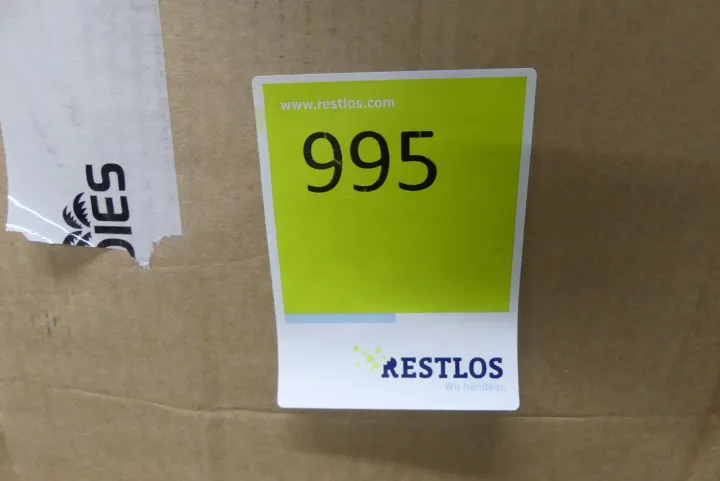 www.restlos.com
995
RESTLOS
Wir handeln.
DIES